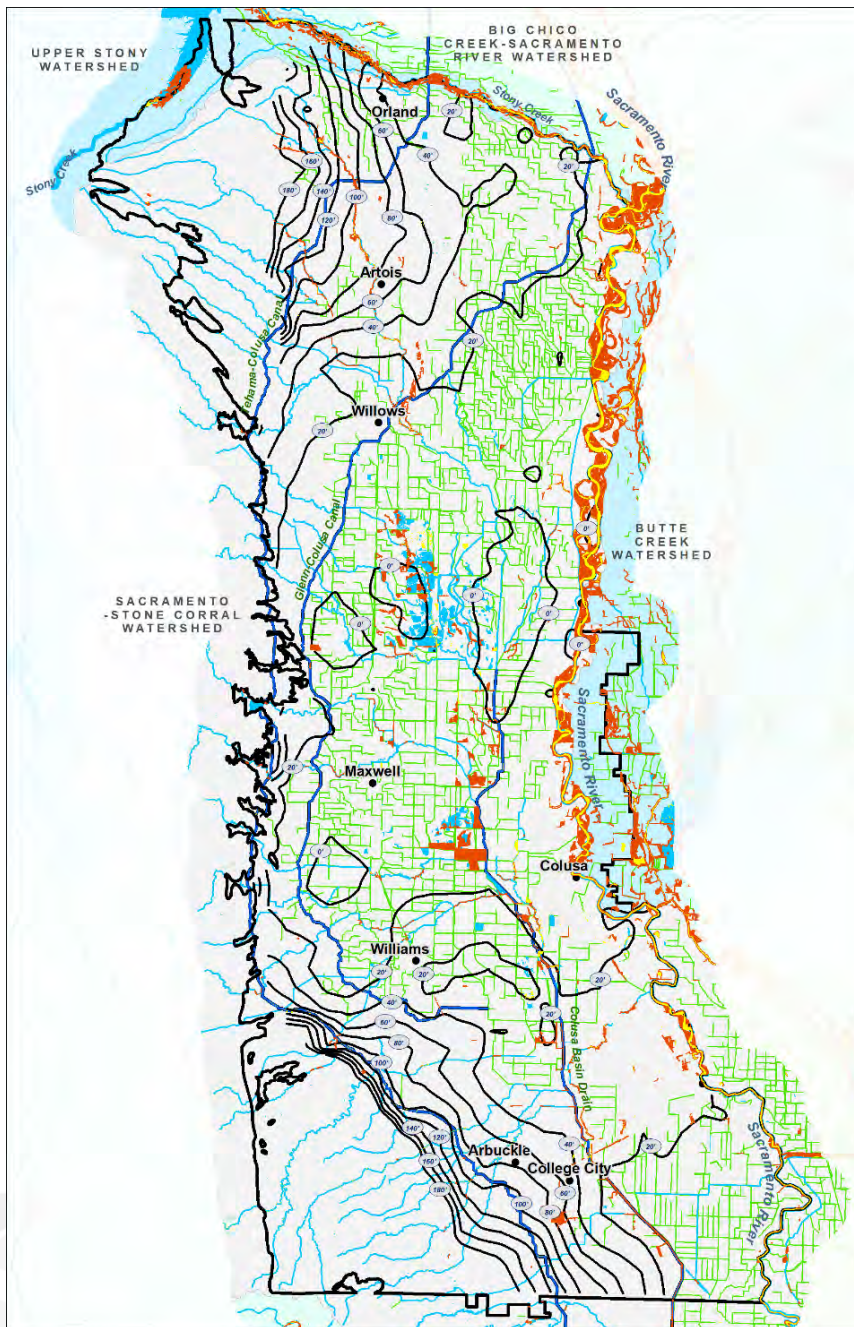 UPPER STONY
WATERSHED
BIG CHICO
CREEK-SACRAMENTO
RIVER WATERSHED
Stony Creek
Sacramento River
Orland
20'
60'
40'
20'
160'
180'
140'
100'
120'
80'
Stony Creek
Artois
60'
40'
Tehama-Colusa Canal
20'
Willows
20'
Glenn-Colusa Canal
0'
BUTTE
CREEK
WATERSHED
SACRAMENTO
-STONE CORRAL
WATERSHED
0'
0'
0'
0'
0'
Sacramento River
20'
Maxwell
0'
Colusa
Williams
20'
20'
20'
40'
60'
20'
80'
100'
Colusa Basin Drain
140'
120'
160'
180'
Arbuckle
40'
20'
College City
60'
100'
80'
Sacramento River